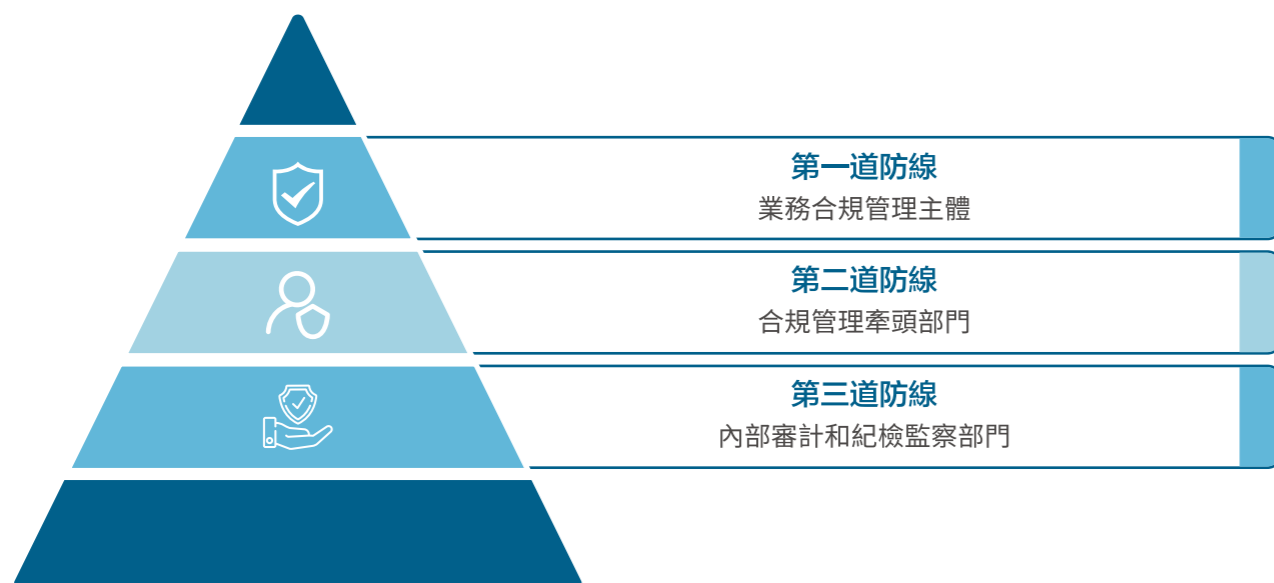 第一道防線
業務合規管理主體
第二道防線
合規管理牽頭部門
第三道防線
內部審計和紀檢監察部門